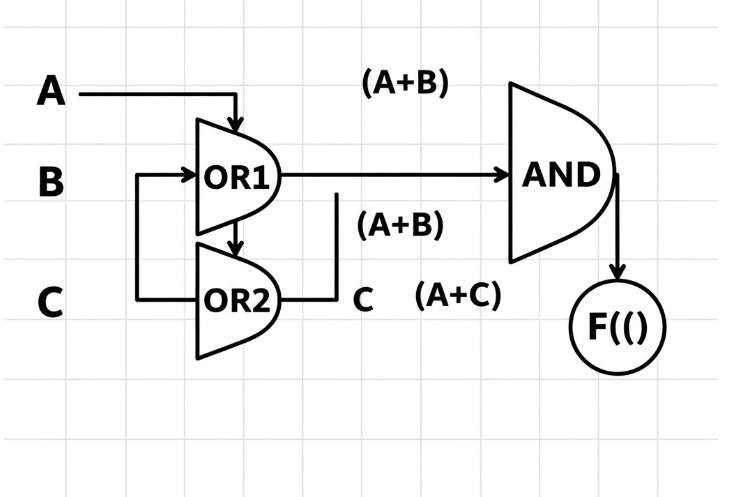 A
(A+B)
B
OR1
AND
(A+B)
C
OR2
C
(A+C)
F(()